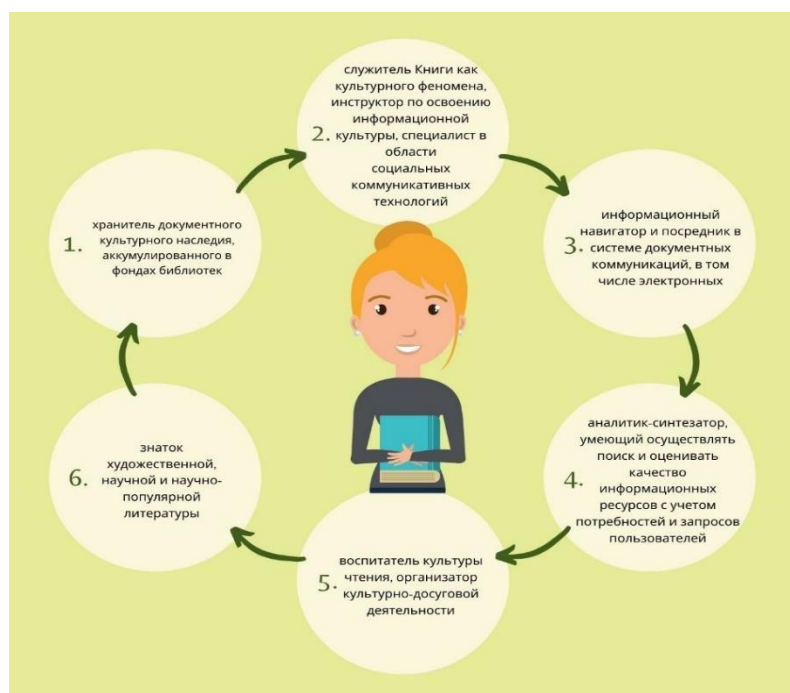 1.
хранитель документного
культурного наследия,
аккумулированного в
фондах библиотек
2.
служитель Книги как
культурного феномена,
инструктор по освоению
информационной
культуры, специалист в
области
социальных
коммуникативных
технологий
3.
информационный
навигатор и посредник в
системе документных
коммуникаций, в том
числе электронных
4.
аналитик-синтезатор,
умеющий осуществлять
поиск и оценивать
качество
информационных
ресурсов с учетом
потребностей и запросов
пользователей
5.
воспитатель культуры
чтения, организатор
культурно-досуговой
деятельности
6.
знаток
художественной,
научной и научно-
популярной
литературы